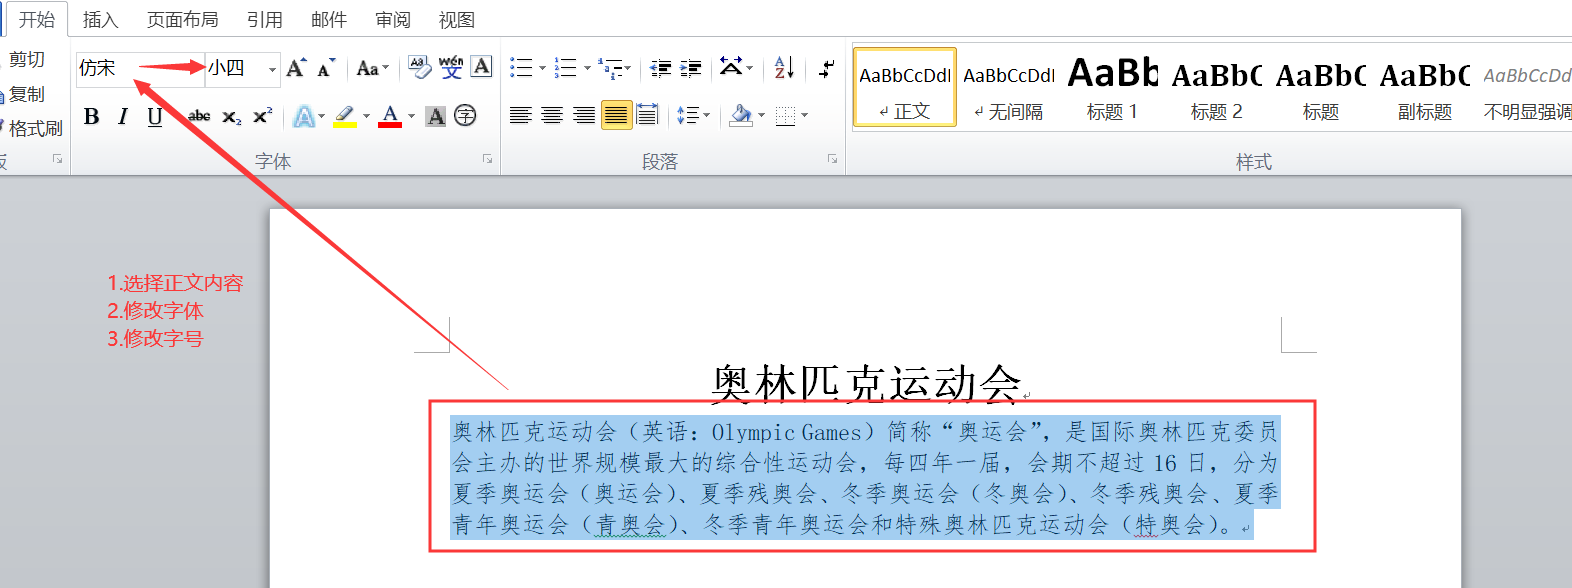 开始 插入 页面布局 引用 邮件 审阅 视图
剪切
仿宋 小四 A A Aa wén 文 A
复制
B I U abc x₂ x² A A A 字
格式刷
AaBbCcDdI AaBbCcDdI AaBb AaBbC AaBbC AaBbC AaBbCcDd
↵ 正文 ↵ 无间隔 标题 1 标题 2 标题 副标题 不明显强调
字体 段落 样式
1.选择正文内容
2.修改字体
3.修改字号
奥林匹克运动会
奥林匹克运动会（英语：Olympic Games）简称“奥运会”，是国际奥林匹克委员
会主办的世界规模最大的综合性运动会，每四年一届，会期不超过 16 日，分为
夏季奥运会（奥运会）、夏季残奥会、冬季奥运会（冬奥会）、冬季残奥会、夏季
青年奥运会（青奥会）、冬季青年奥运会和特殊奥林匹克运动会（特奥会）。